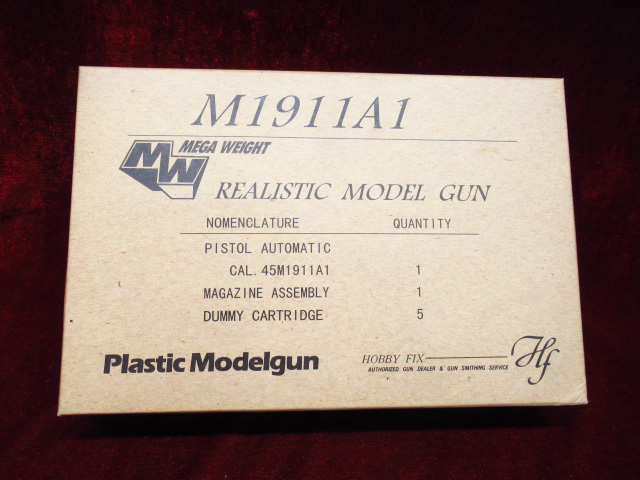 M1911A1
MW MEGA WEIGHT
REALISTIC MODEL GUN
NOMENCLATURE QUANTITY
PISTOL AUTOMATIC
CAL. 45M1911A1 1
MAGAZINE ASSEMBLY 1
DUMMY CARTRIDGE 5
Plastic Modelgun
HOBBY FIX Hf
AUTHORIZED GUN DEALER & GUN SMITHING SERVICE